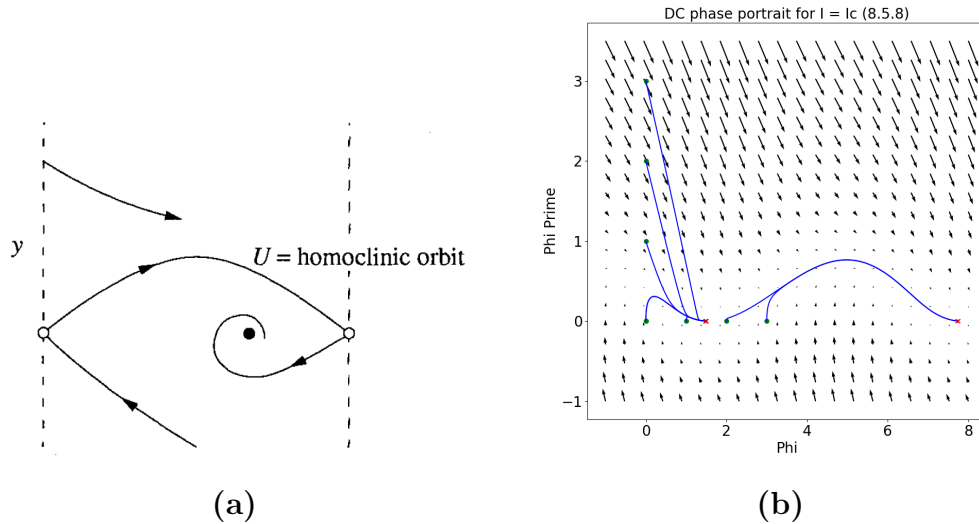 y
U = homoclinic orbit
(a)
DC phase portrait for I = Ic (8.5.8)
Phi Prime
3
2
1
0
−1
0 2 4 6 8
Phi
(b)